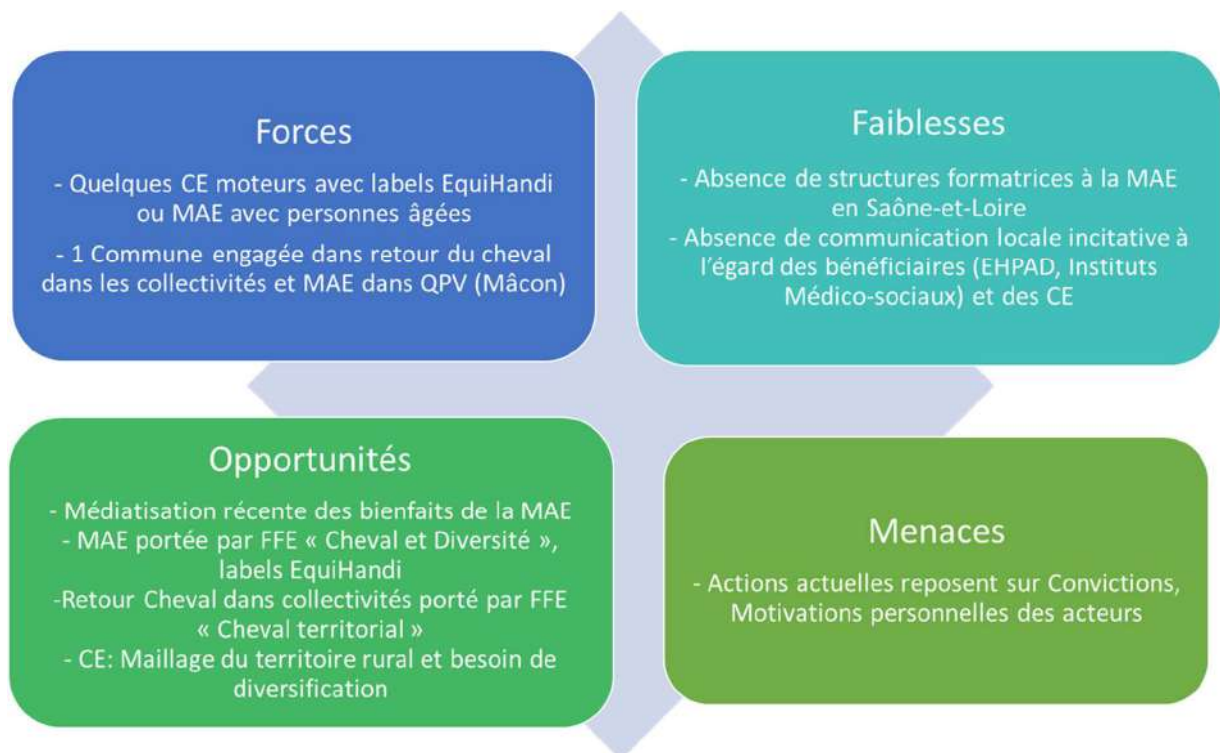 Forces
- Quelques CE moteurs avec labels EquiHandi
ou MAE avec personnes âgées
- 1 Commune engagée dans retour du cheval
dans les collectivités et MAE dans QPV (Mâcon)
Faiblesses
- Absence de structures formatrices à la MAE
en Saône-et-Loire
- Absence de communication locale incitative à
l'égard des bénéficiaires (EHPAD, Instituts
Médico-sociaux) et des CE
Opportunités
- Médiatisation récente des bienfaits de la MAE
- MAE portée par FFE « Cheval et Diversité »,
labels EquiHandi
-Retour Cheval dans collectivités porté par FFE
« Cheval territorial »
- CE: Maillage du territoire rural et besoin de
diversification
Menaces
- Actions actuelles reposent sur Convictions,
Motivations personnelles des acteurs